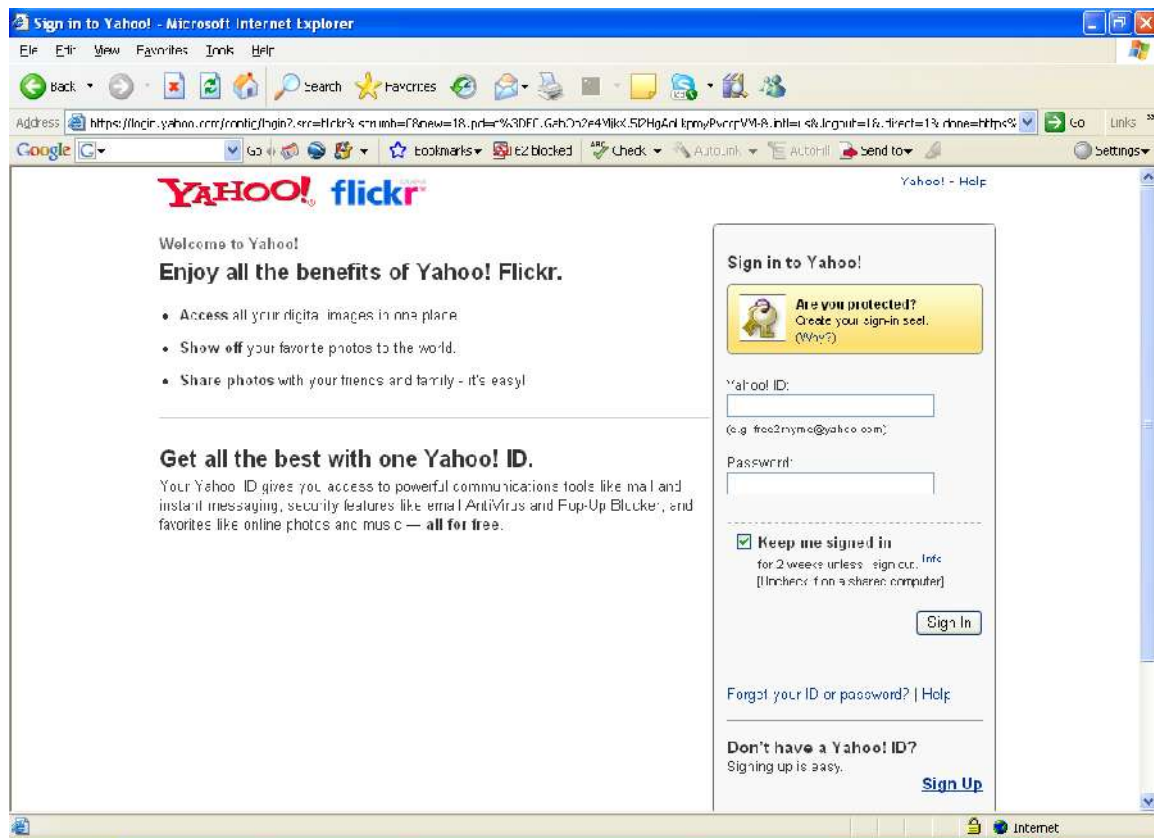 Sign in to Yahoo! - Microsoft Internet Explorer
View Favorites Tools Help
Back Search Favorites
Address Go Links »
Google G Go Bookmarks 62 blocked ABC Check AutoLink AutoFill Send to Settings
YAHOO! flickr
Yahoo! - Help
Welcome to Yahoo!
Enjoy all the benefits of Yahoo! Flickr.
• Access all your digital images in one place
• Show off your favorite photos to the world.
• Share photos with your friends and family - it's easy!
Get all the best with one Yahoo! ID.
Your Yahoo! ID gives you access to powerful communications tools like mail and
instant messaging, security features like email AntiVirus and Pop-Up Blocker, and
favorites like online photos and music — all for free.
Sign in to Yahoo!
Are you protected?
Create your sign-in seal.
(Why?)
Yahoo! ID:
(e.g. free2rhyme@yahoo.com)
Password:
Keep me signed in
for 2 weeks unless I sign out. Info
[Uncheck if on a shared computer]
Sign In
Forgot your ID or password? | Help
Don't have a Yahoo! ID?
Signing up is easy.
Sign Up
Internet